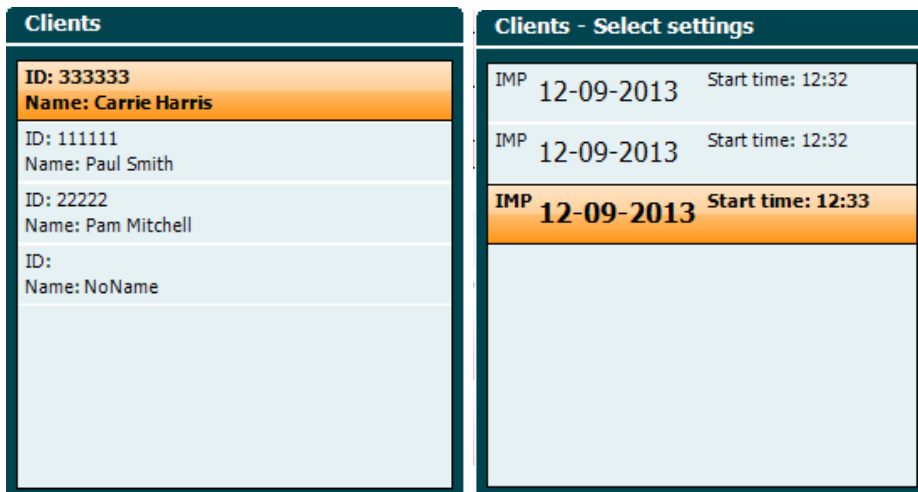 Clients
ID: 333333
Name: Carrie Harris
ID: 111111
Name: Paul Smith
ID: 22222
Name: Pam Mitchell
ID:
Name: NoName
Clients - Select settings
IMP 12-09-2013 Start time: 12:32
IMP 12-09-2013 Start time: 12:32
IMP 12-09-2013 Start time: 12:33